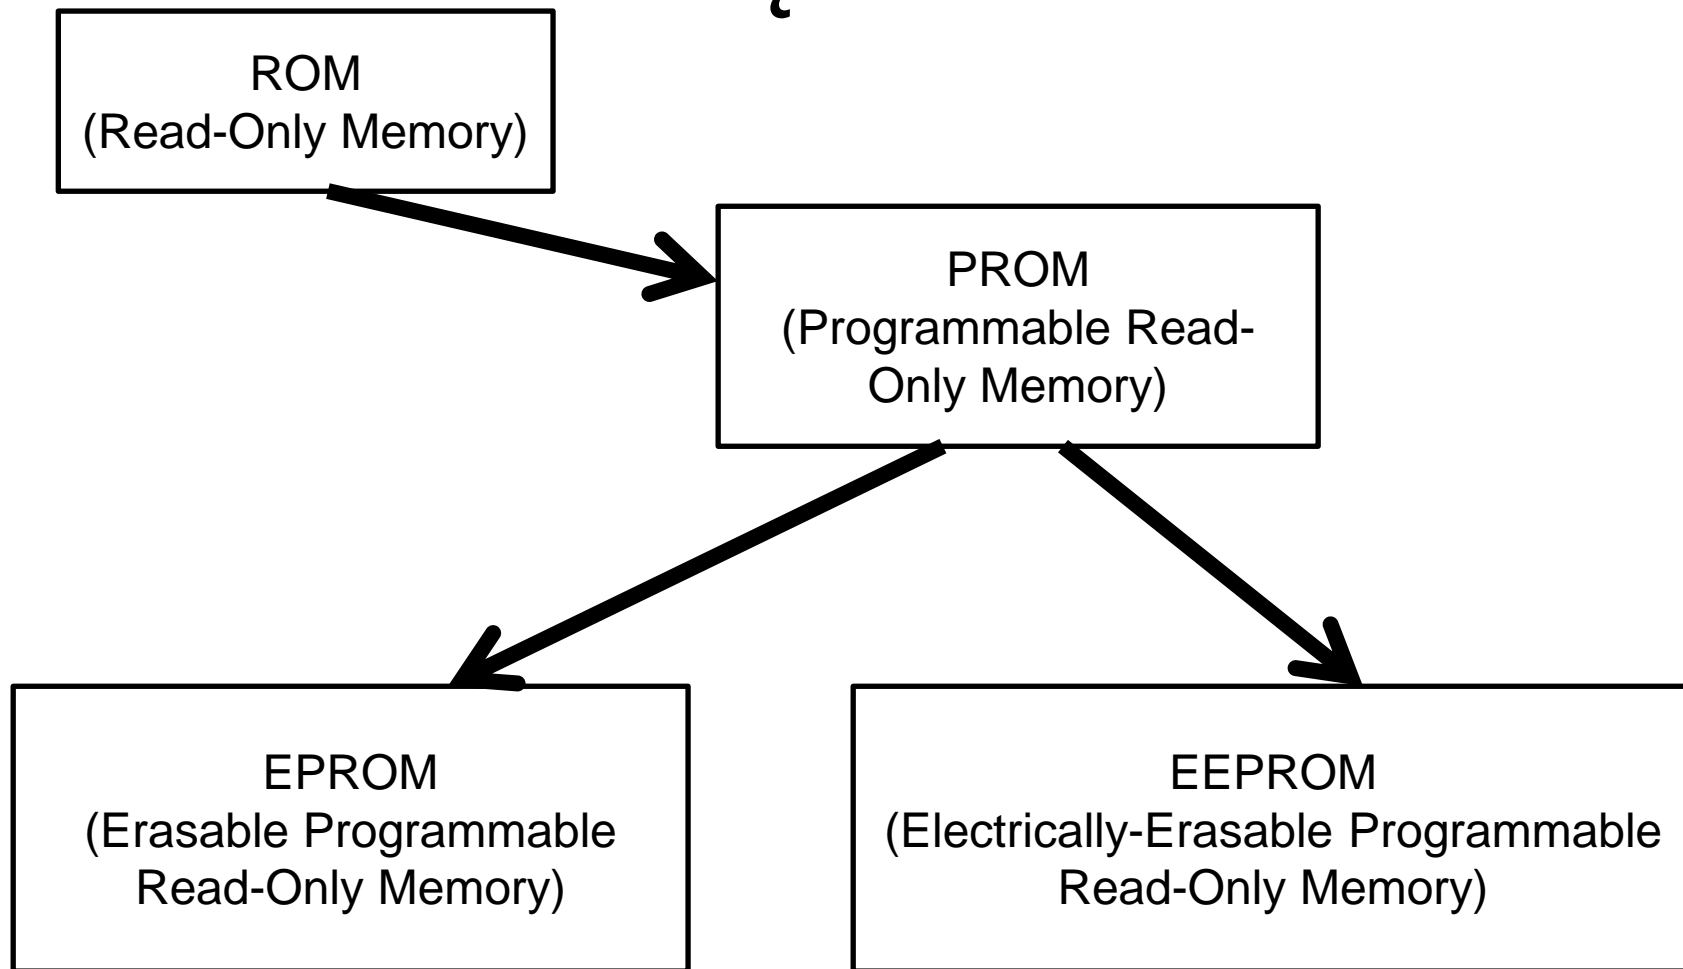 ROM
(Read-Only Memory)
PROM
(Programmable Read-
Only Memory)
EPROM
(Erasable Programmable
Read-Only Memory)
EEPROM
(Electrically-Erasable Programmable
Read-Only Memory)